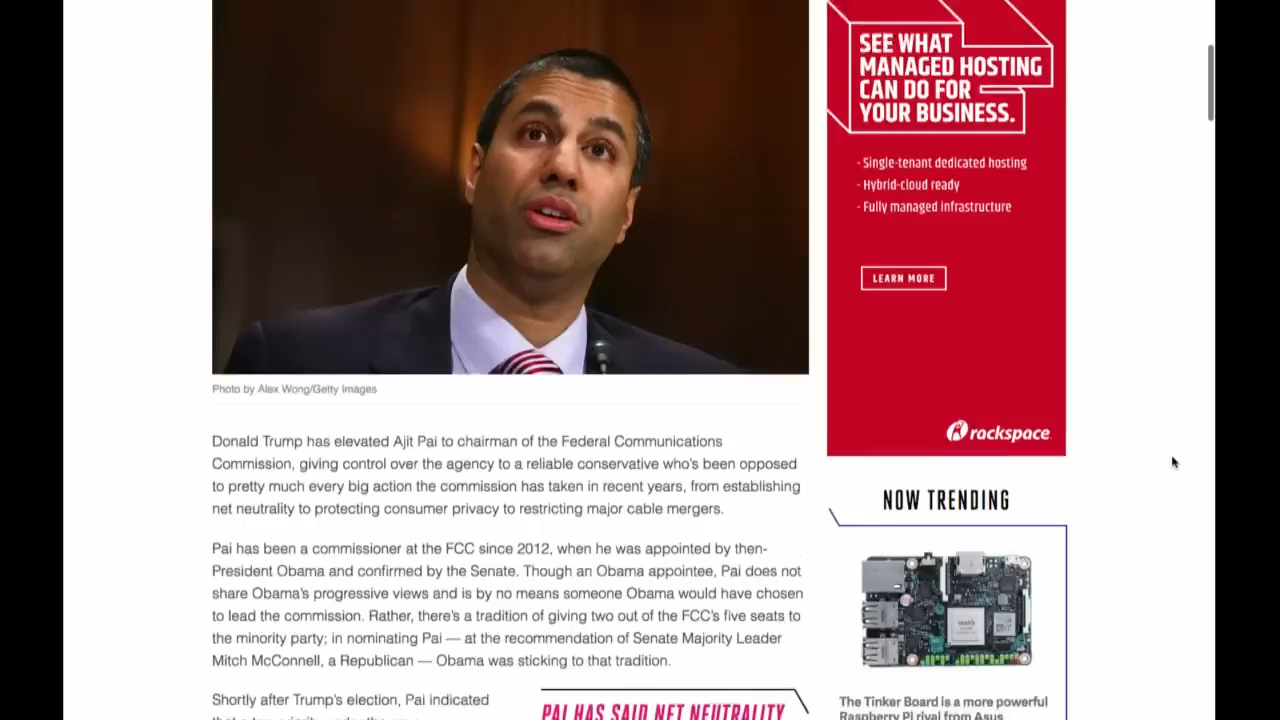 SEE WHAT
MANAGED HOSTING
CAN DO FOR
YOUR BUSINESS.
- Single-tenant dedicated hosting
- Hybrid-cloud ready
- Fully managed infrastructure
LEARN MORE
rackspace
Photo by Alex Wong/Getty Images
Donald Trump has elevated Ajit Pai to chairman of the Federal Communications
Commission, giving control over the agency to a reliable conservative who's been opposed
to pretty much every big action the commission has taken in recent years, from establishing
net neutrality to protecting consumer privacy to restricting major cable mergers.
Pai has been a commissioner at the FCC since 2012, when he was appointed by then-
President Obama and confirmed by the Senate. Though an Obama appointee, Pai does not
share Obama's progressive views and is by no means someone Obama would have chosen
to lead the commission. Rather, there's a tradition of giving two out of the FCC's five seats to
the minority party; in nominating Pai — at the recommendation of Senate Majority Leader
Mitch McConnell, a Republican — Obama was sticking to that tradition.
Shortly after Trump's election, Pai indicated
PAI HAS SAID NET NEUTRALITY
NOW TRENDING
The Tinker Board is a more powerful
Raspberry Pi rival from Asus